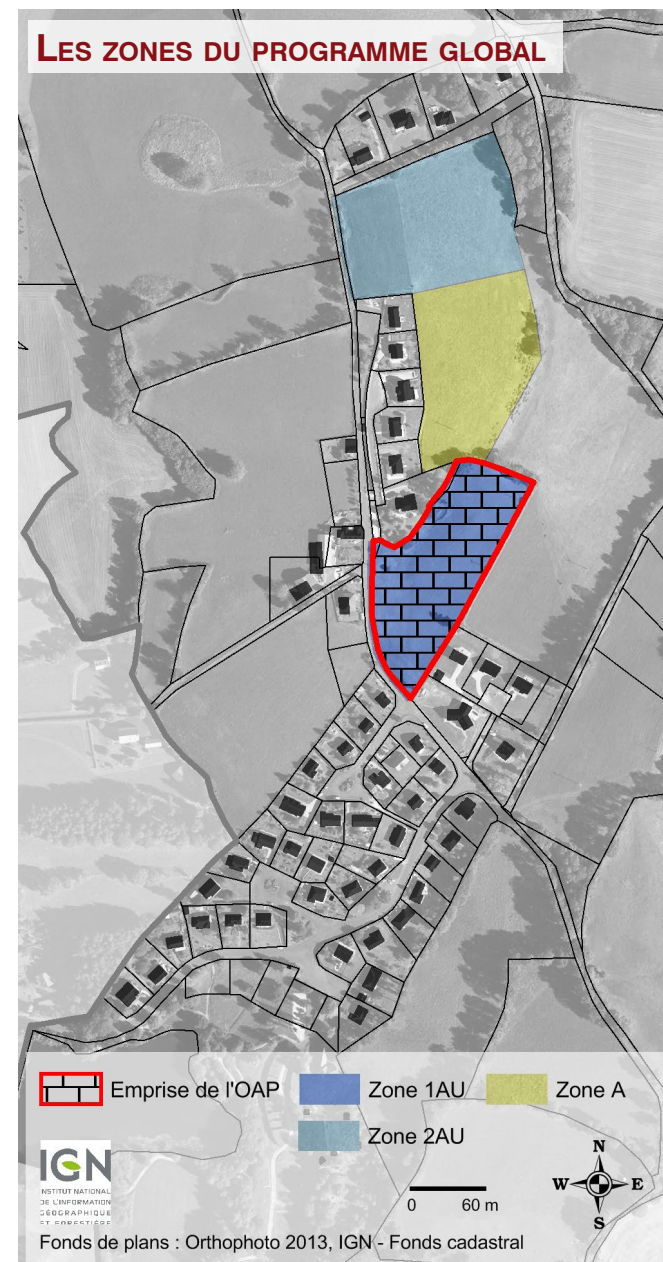 LES ZONES DU PROGRAMME GLOBAL
Emprise de l'OAP
Zone 1AU
Zone A
Zone 2AU
IGN
INSTITUT NATIONAL
DE L'INFORMATION
GÉOGRAPHIQUE
ET FORESTIÈRE
N
W
E
S
0 60 m
Fonds de plans : Orthophoto 2013, IGN - Fonds cadastral